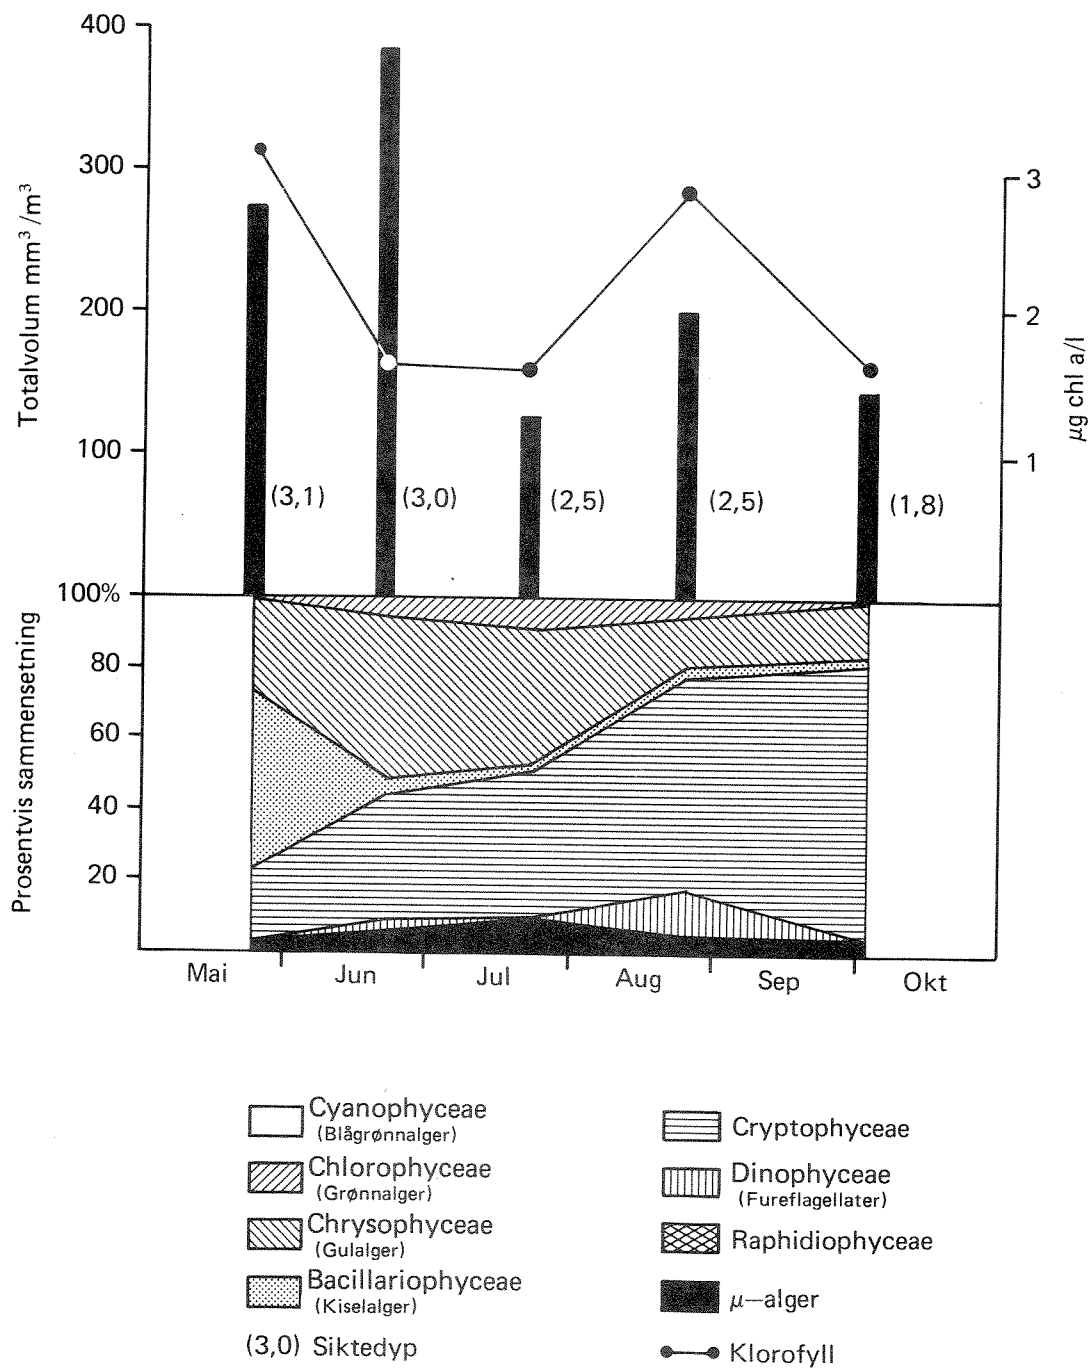 400
300
200
100
Totalvolum mm³/m³
3
2
1
µg chl a/l
(3,1)
(3,0)
(2,5)
(2,5)
(1,8)
100%
80
60
40
20
Prosentvis sammensetning
Mai
Jun
Jul
Aug
Sep
Okt
Cyanophyceae
(Blågrønnalger)
Chlorophyceae
(Grønnalger)
Chrysophyceae
(Gulalger)
Bacillariophyceae
(Kiselalger)
(3,0) Siktedyp
Cryptophyceae
Dinophyceae
(Fureflagellater)
Raphidiophyceae
µ–alger
Klorofyll